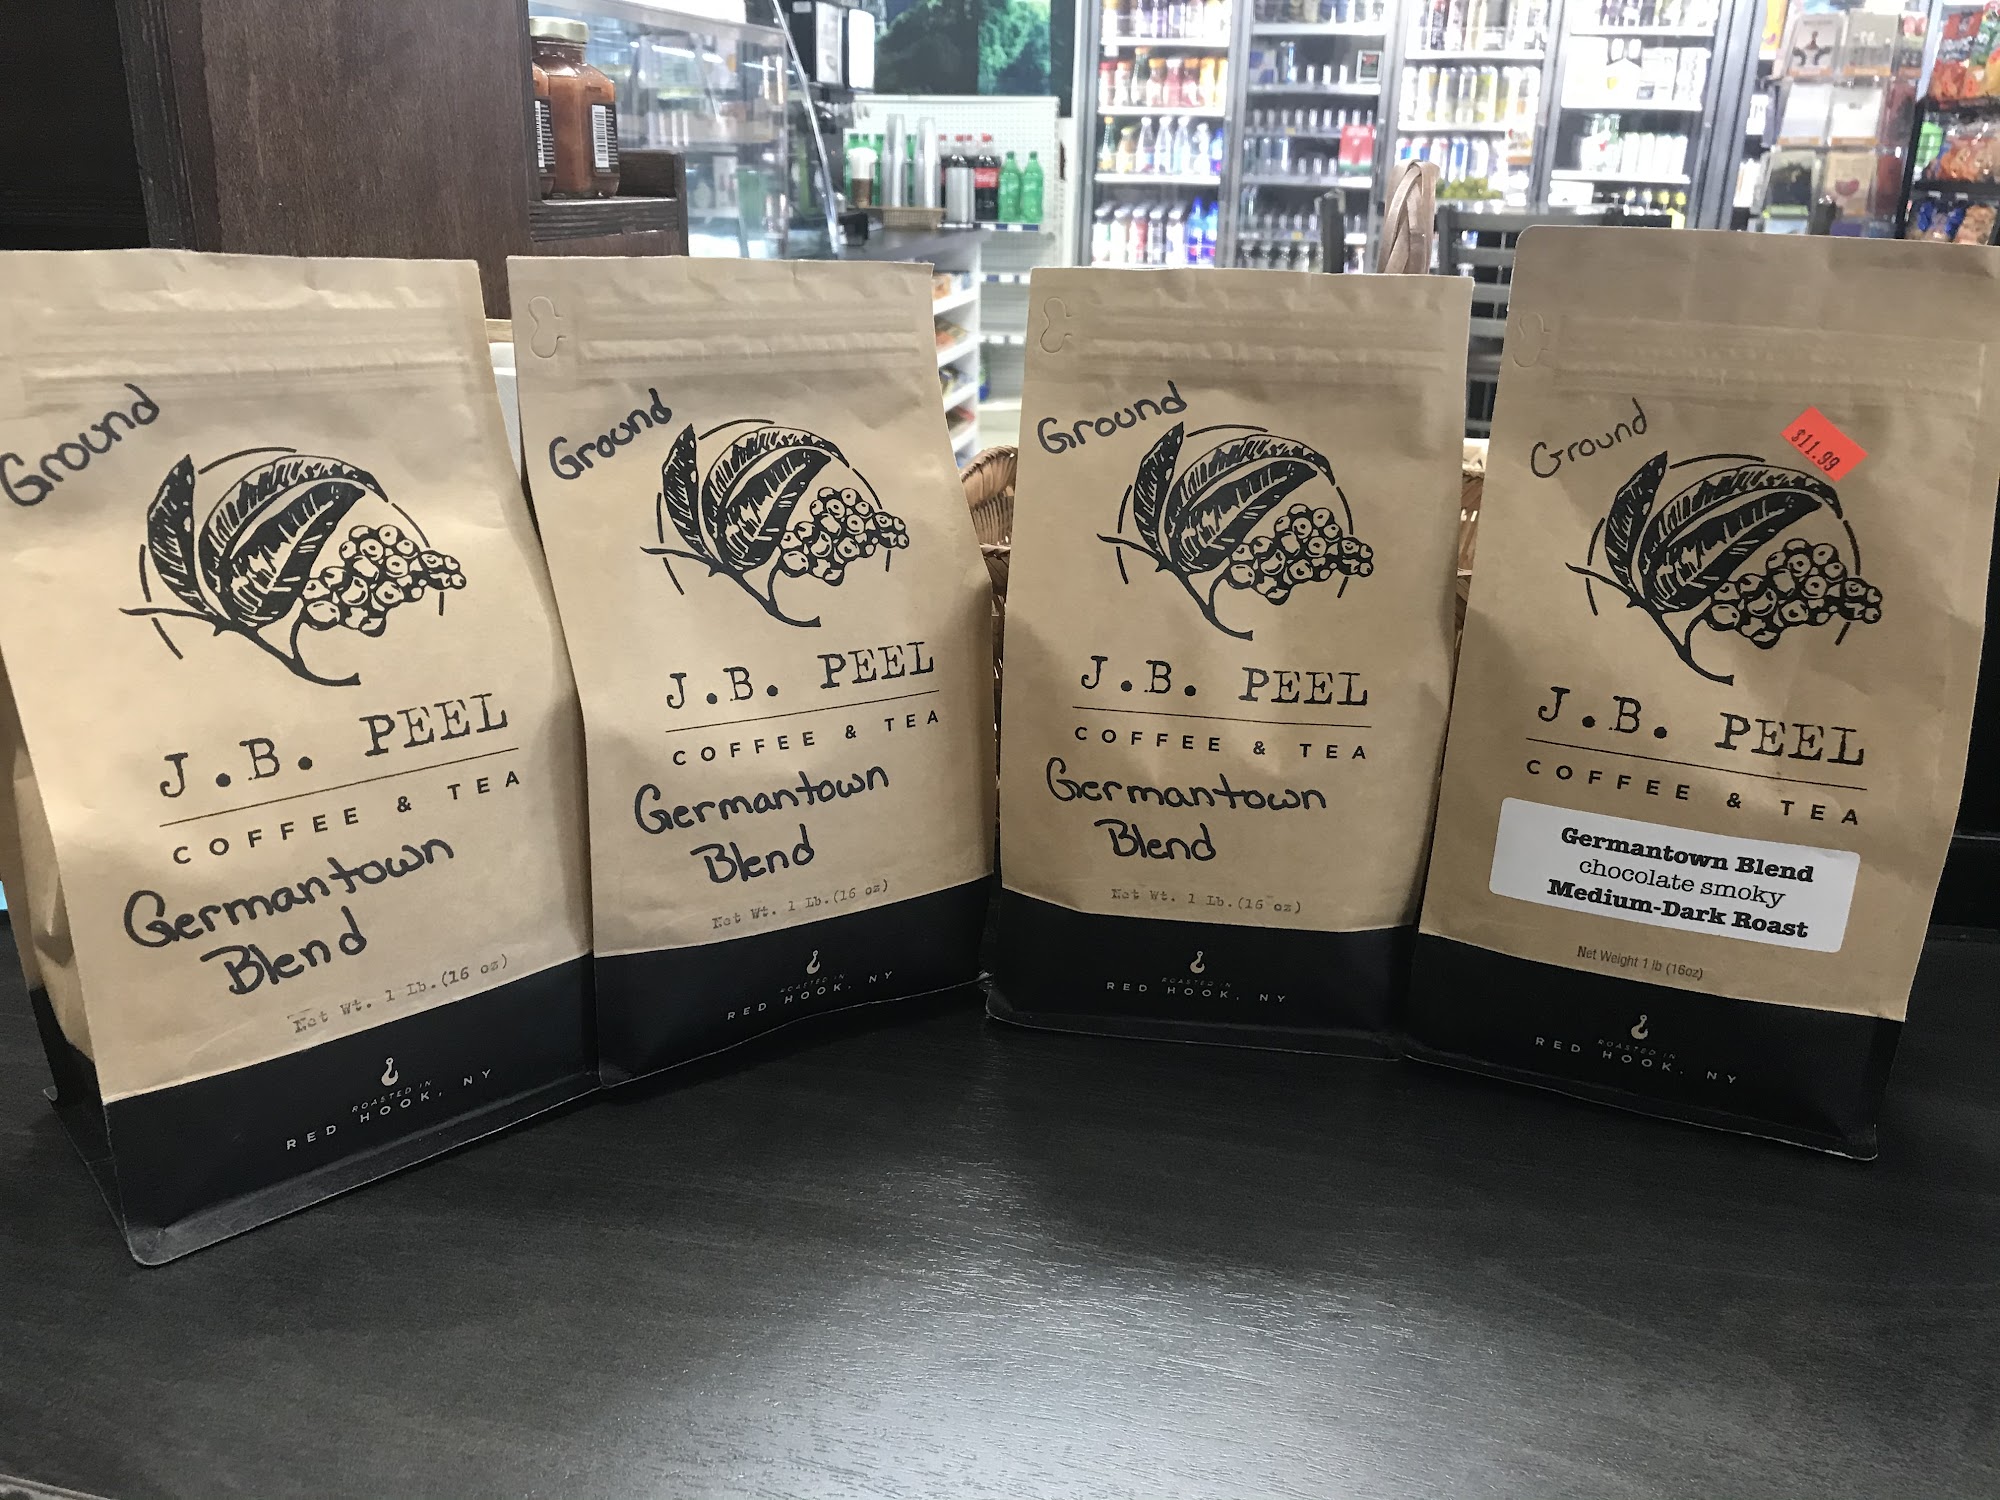 Ground
J.B. PEEL
COFFEE & TEA
Germantown
Blend
Net Wt. 1 Lb. (16 oz)
ROASTED IN
RED HOOK, NY
Ground
J.B. PEEL
COFFEE & TEA
Germantown
Blend
Net Wt. 1 Lb. (16 oz)
ROASTED IN
RED HOOK, NY
Ground
J.B. PEEL
COFFEE & TEA
Germantown
Blend
Net Wt. 1 Lb. (16 oz)
ROASTED IN
RED HOOK, NY
Ground
$11.99
J.B. PEEL
COFFEE & TEA
Germantown Blend
chocolate smoky
Medium-Dark Roast
Net Weight 1 lb (16oz)
ROASTED IN
RED HOOK, NY